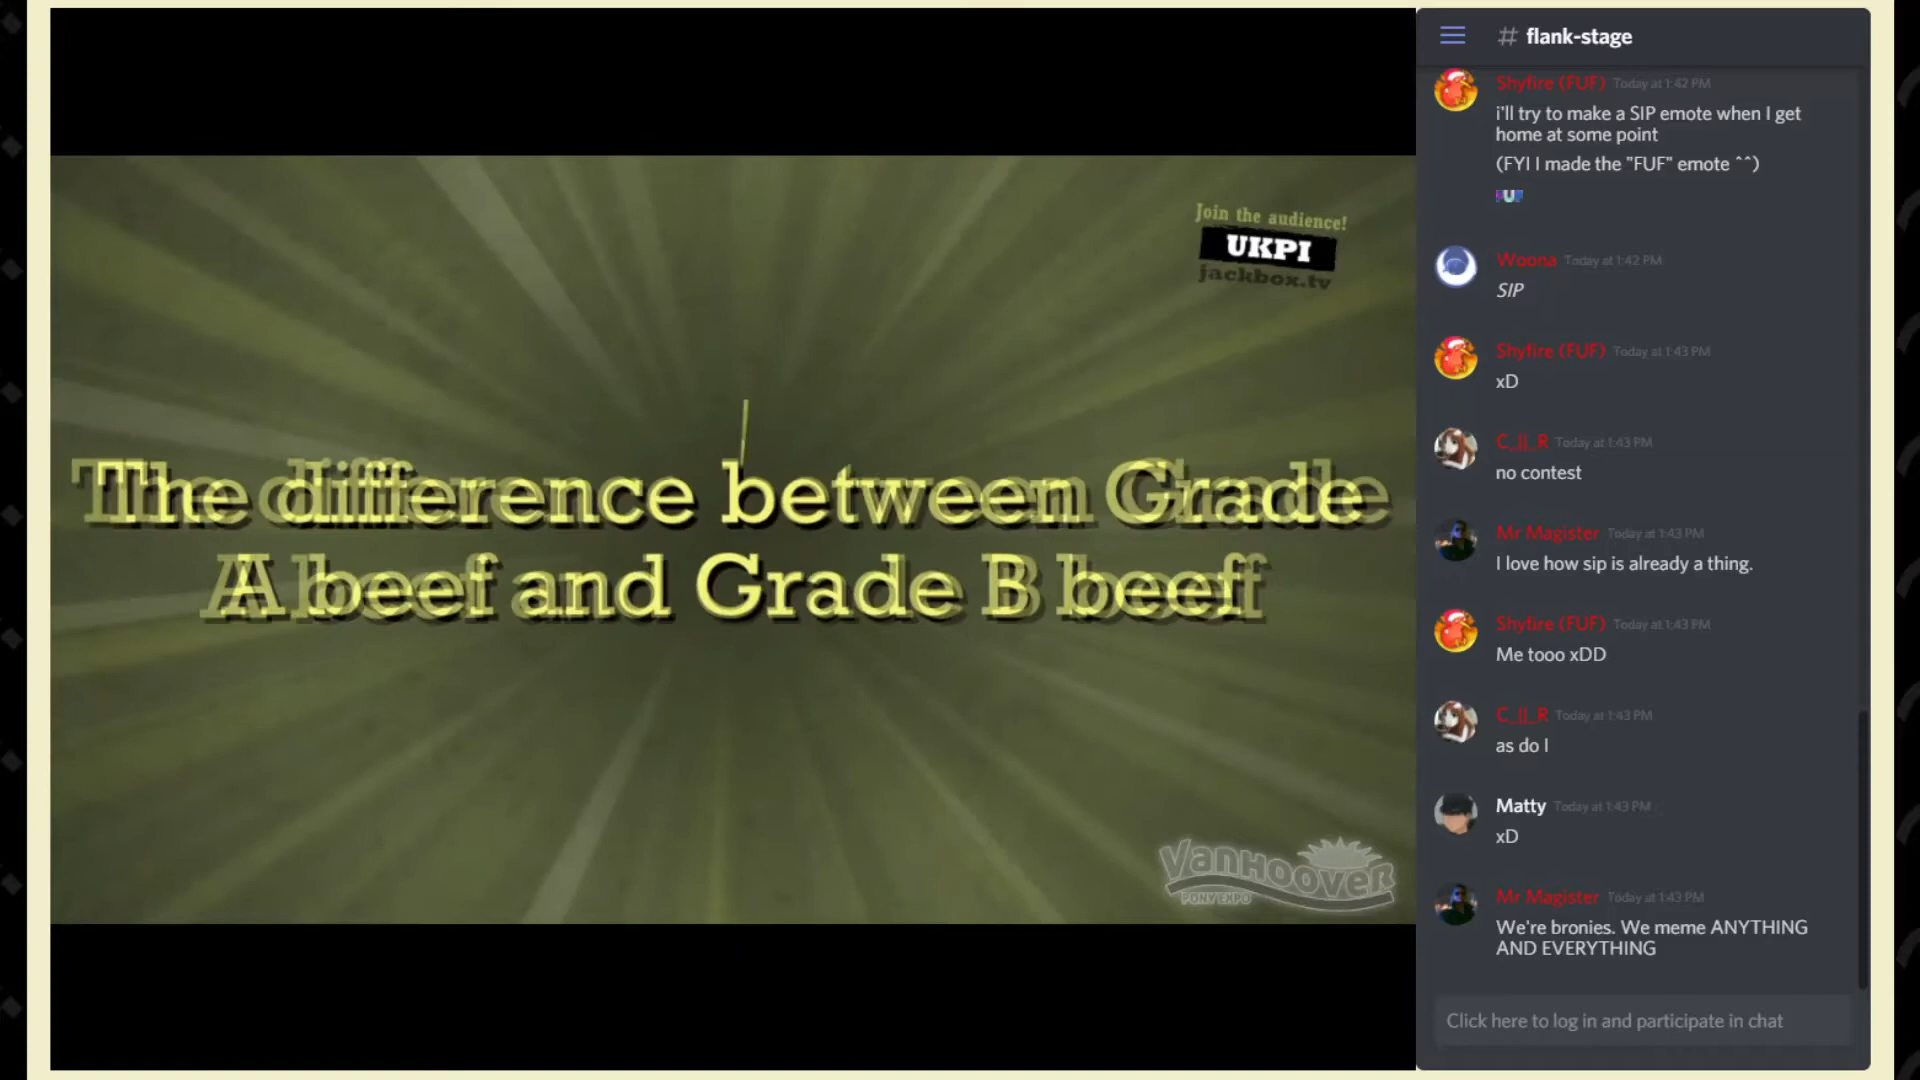 Join the audience!
UKPI
jackbox.tv
The difference between Grade
A beef and Grade B beef
VanHoover
PONY EXPO
# flank-stage
Shyfire (FUF) Today at 1:42 PM
i'll try to make a SIP emote when I get
home at some point
(FYI I made the "FUF" emote ^^)
FUF
Woona Today at 1:42 PM
SIP
Shyfire (FUF) Today at 1:43 PM
xD
C_||_R Today at 1:43 PM
no contest
Mr Magister Today at 1:43 PM
I love how sip is already a thing.
Shyfire (FUF) Today at 1:43 PM
Me tooo xDD
C_||_R Today at 1:43 PM
as do I
Matty Today at 1:43 PM
xD
Mr Magister Today at 1:43 PM
We're bronies. We meme ANYTHING
AND EVERYTHING
Click here to log in and participate in chat